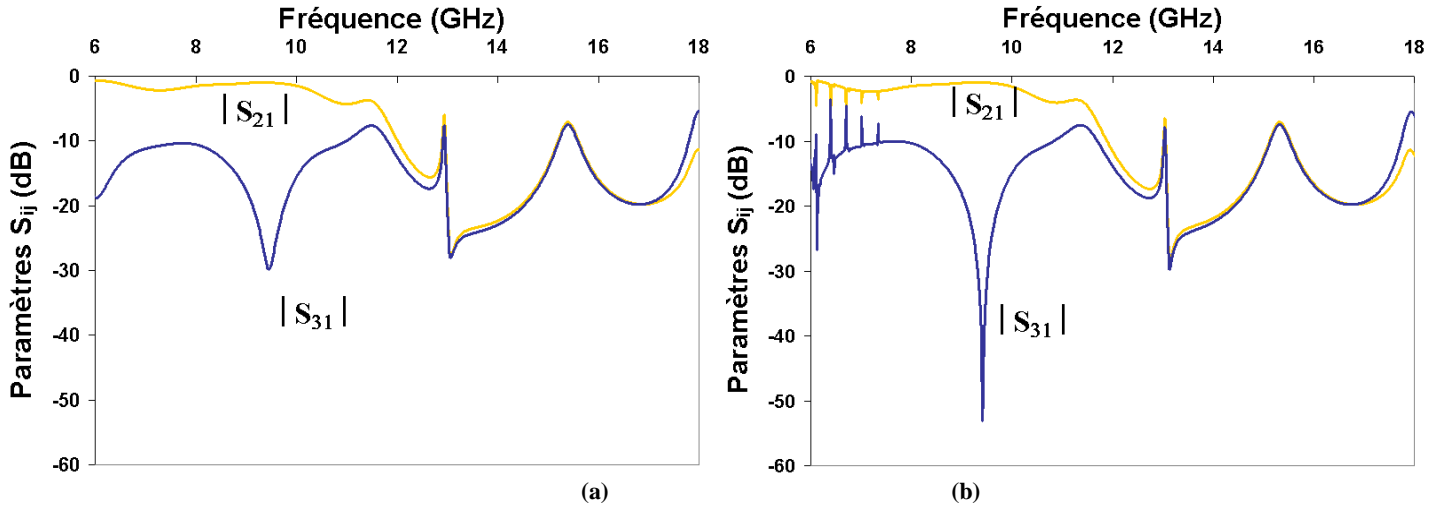 Fréquence (GHz)
6 8 10 12 14 16 18
0
-10
-20
-30
-40
-50
-60
Paramètres Sij (dB)
| S21 |
| S31 |
(a)
Fréquence (GHz)
6 8 10 12 14 16 18
0
-10
-20
-30
-40
-50
-60
Paramètres Sij (dB)
| S21 |
| S31 |
(b)